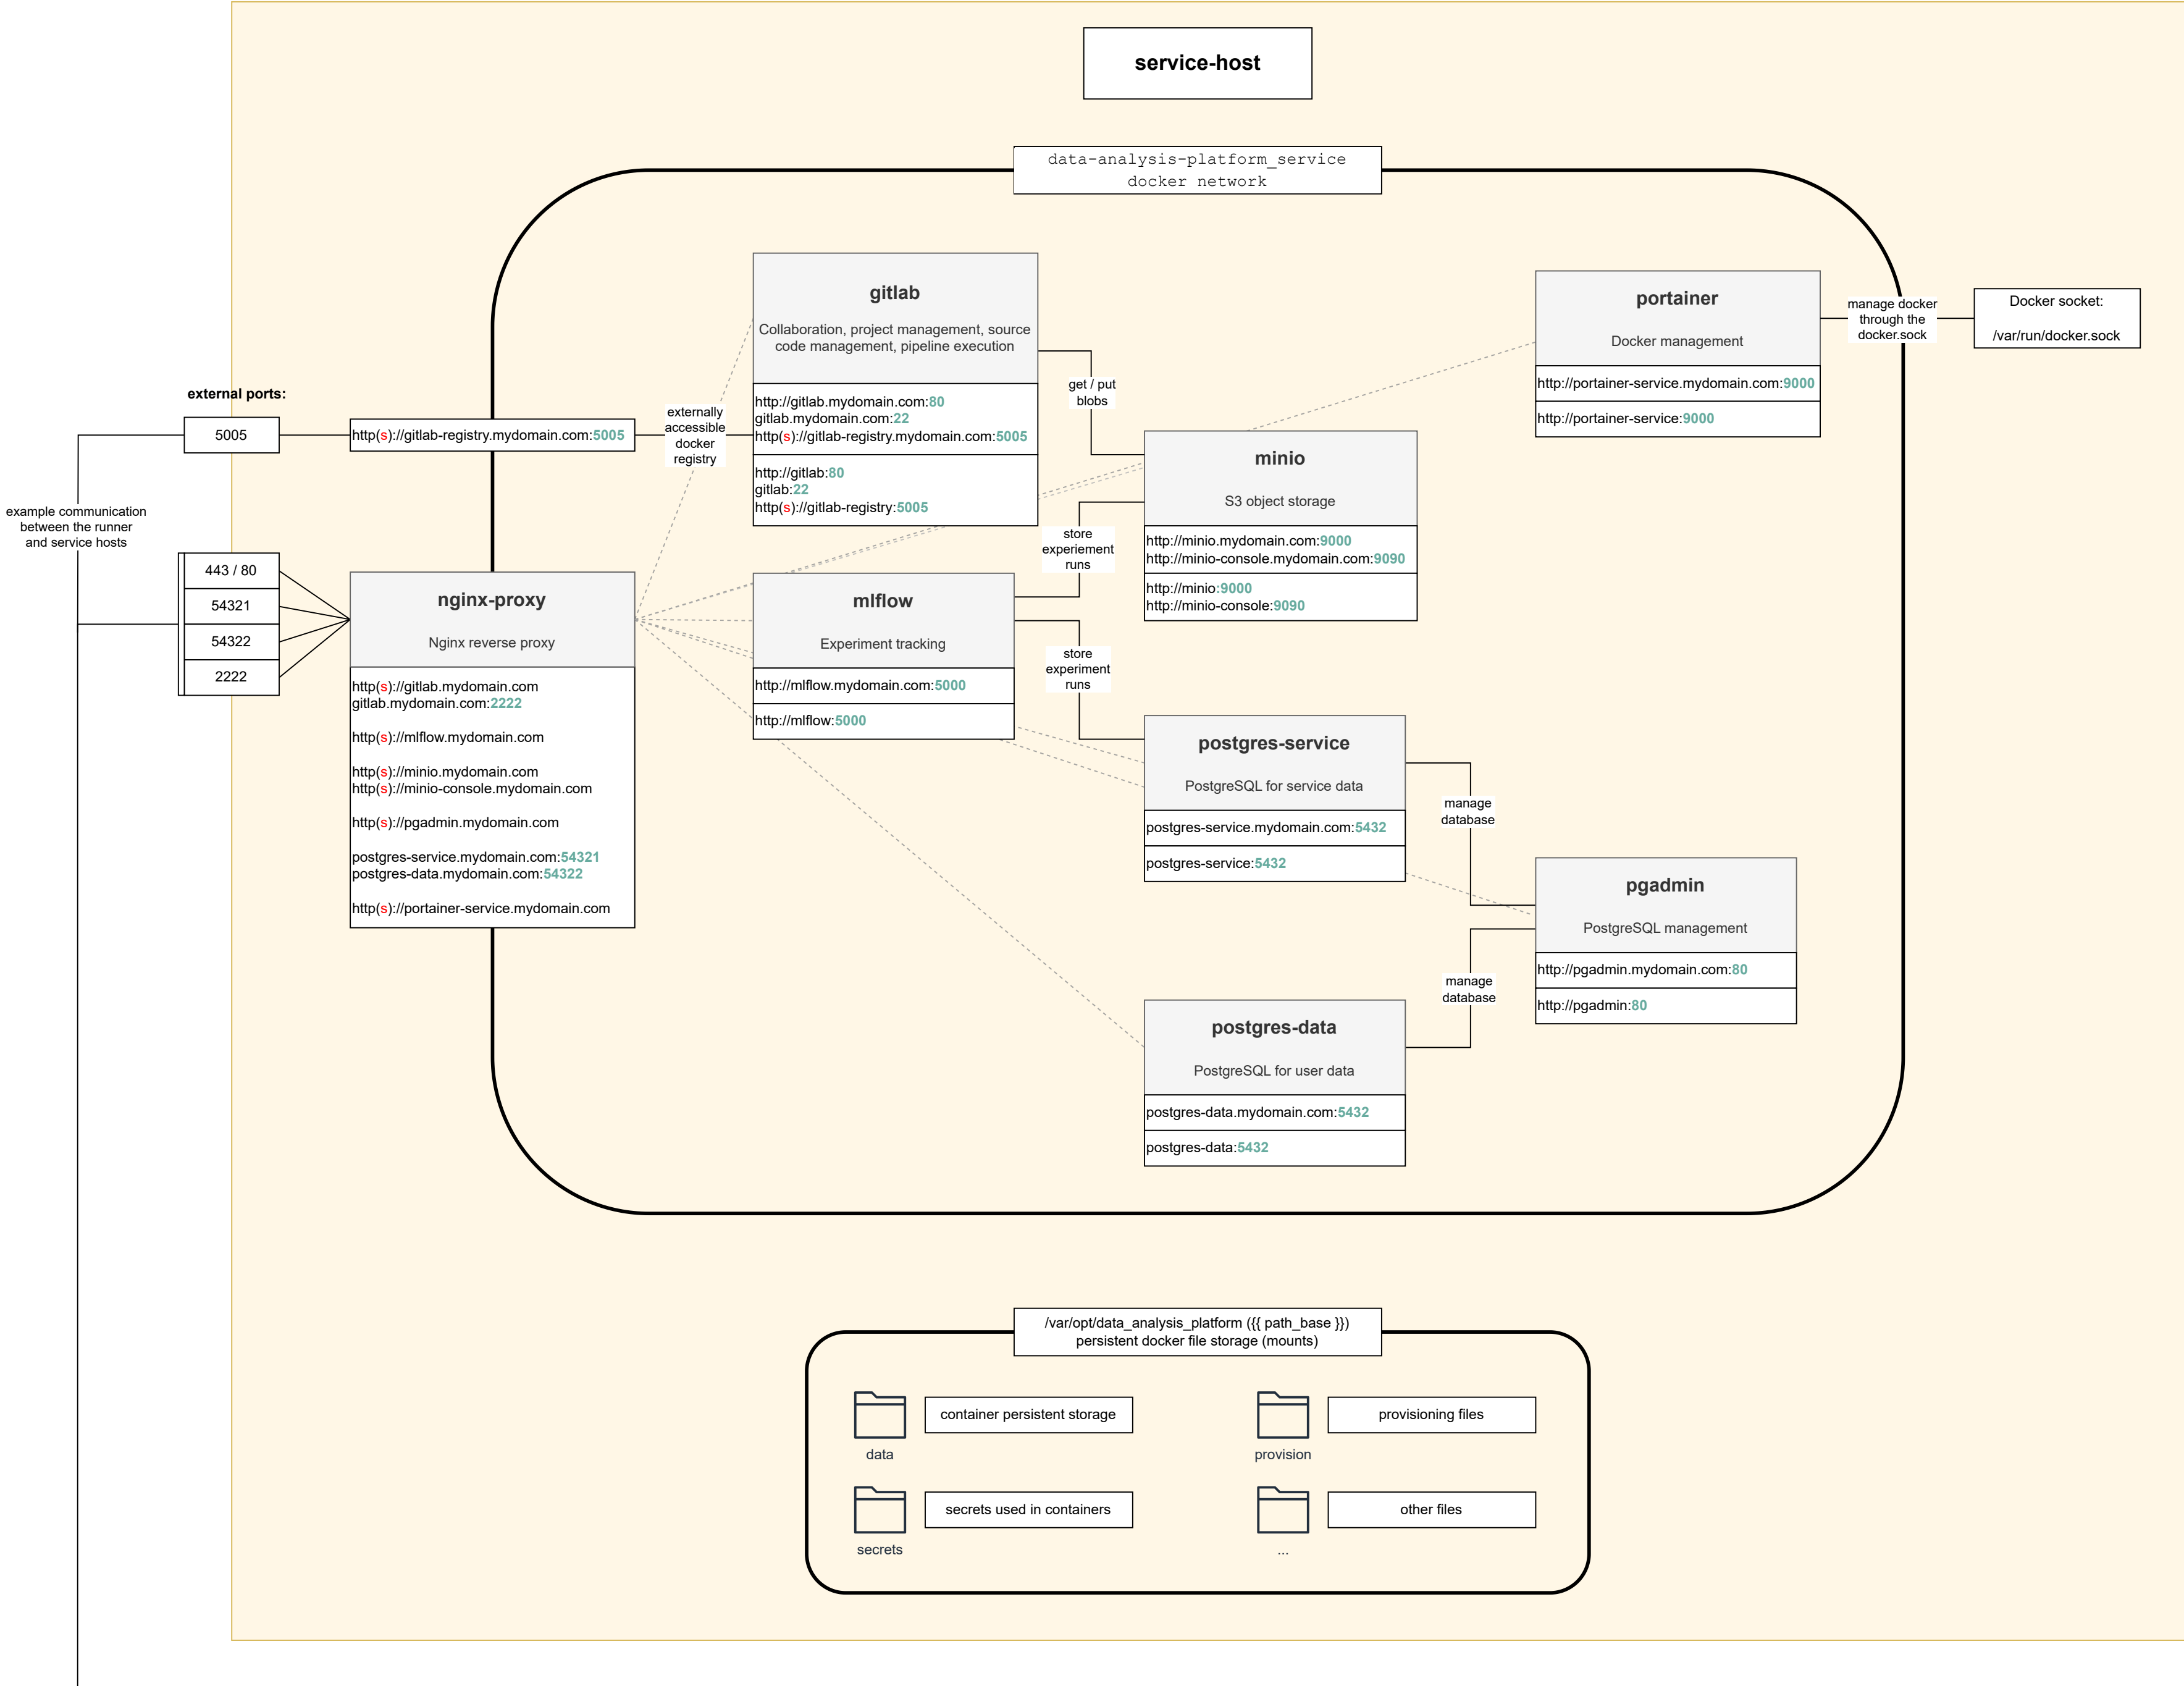 service-host
data-analysis-platform_service
docker network
gitlab
Collaboration, project management, source
code management, pipeline execution
http://gitlab.mydomain.com:80
gitlab.mydomain.com:22
http(s)://gitlab-registry.mydomain.com:5005
http://gitlab:80
gitlab:22
http(s)://gitlab-registry:5005
portainer
Docker management
http://portainer-service.mydomain.com:9000
http://portainer-service:9000
manage docker
through the
docker.sock
Docker socket:
/var/run/docker.sock
get / put
blobs
external ports:
5005
http(s)://gitlab-registry.mydomain.com:5005
externally
accessible
docker
registry
minio
S3 object storage
http://minio.mydomain.com:9000
http://minio-console.mydomain.com:9090
http://minio:9000
http://minio-console:9090
example communication
between the runner
and service hosts
store
experiement
runs
443 / 80
54321
54322
2222
nginx-proxy
Nginx reverse proxy
http(s)://gitlab.mydomain.com
gitlab.mydomain.com:2222
http(s)://mlflow.mydomain.com
http(s)://minio.mydomain.com
http(s)://minio-console.mydomain.com
http(s)://pgadmin.mydomain.com
postgres-service.mydomain.com:54321
postgres-data.mydomain.com:54322
http(s)://portainer-service.mydomain.com
mlflow
Experiment tracking
http://mlflow.mydomain.com:5000
http://mlflow:5000
store
experiment
runs
postgres-service
PostgreSQL for service data
postgres-service.mydomain.com:5432
postgres-service:5432
manage
database
pgadmin
PostgreSQL management
http://pgadmin.mydomain.com:80
http://pgadmin:80
manage
database
postgres-data
PostgreSQL for user data
postgres-data.mydomain.com:5432
postgres-data:5432
/var/opt/data_analysis_platform ({{ path_base }})
persistent docker file storage (mounts)
container persistent storage
data
provisioning files
provision
secrets used in containers
secrets
other files
...